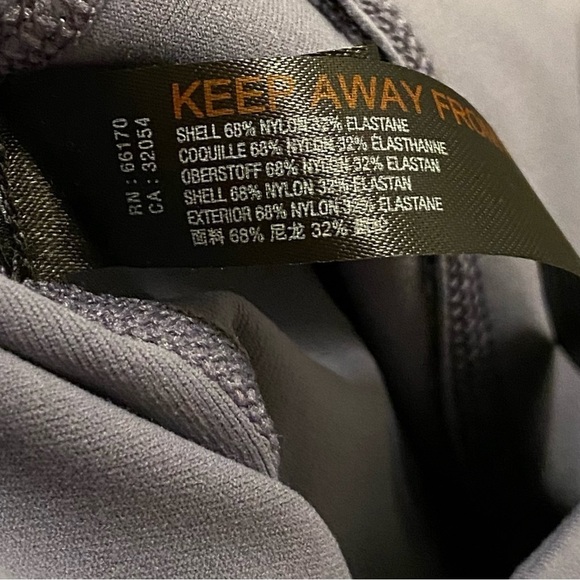 KEEP AWAY FROM
RN : 66170
CA : 32054
SHELL 68% NYLON 32% ELASTANE
COQUILLE 68% NYLON 32% ÉLASTHANNE
OBERSTOFF 68% NYLON 32% ELASTAN
SHELL 68% NYLON 32% ELASTAN
EXTERIOR 68% NYLON 32% ELASTANE
面料 68% 尼龙 32%